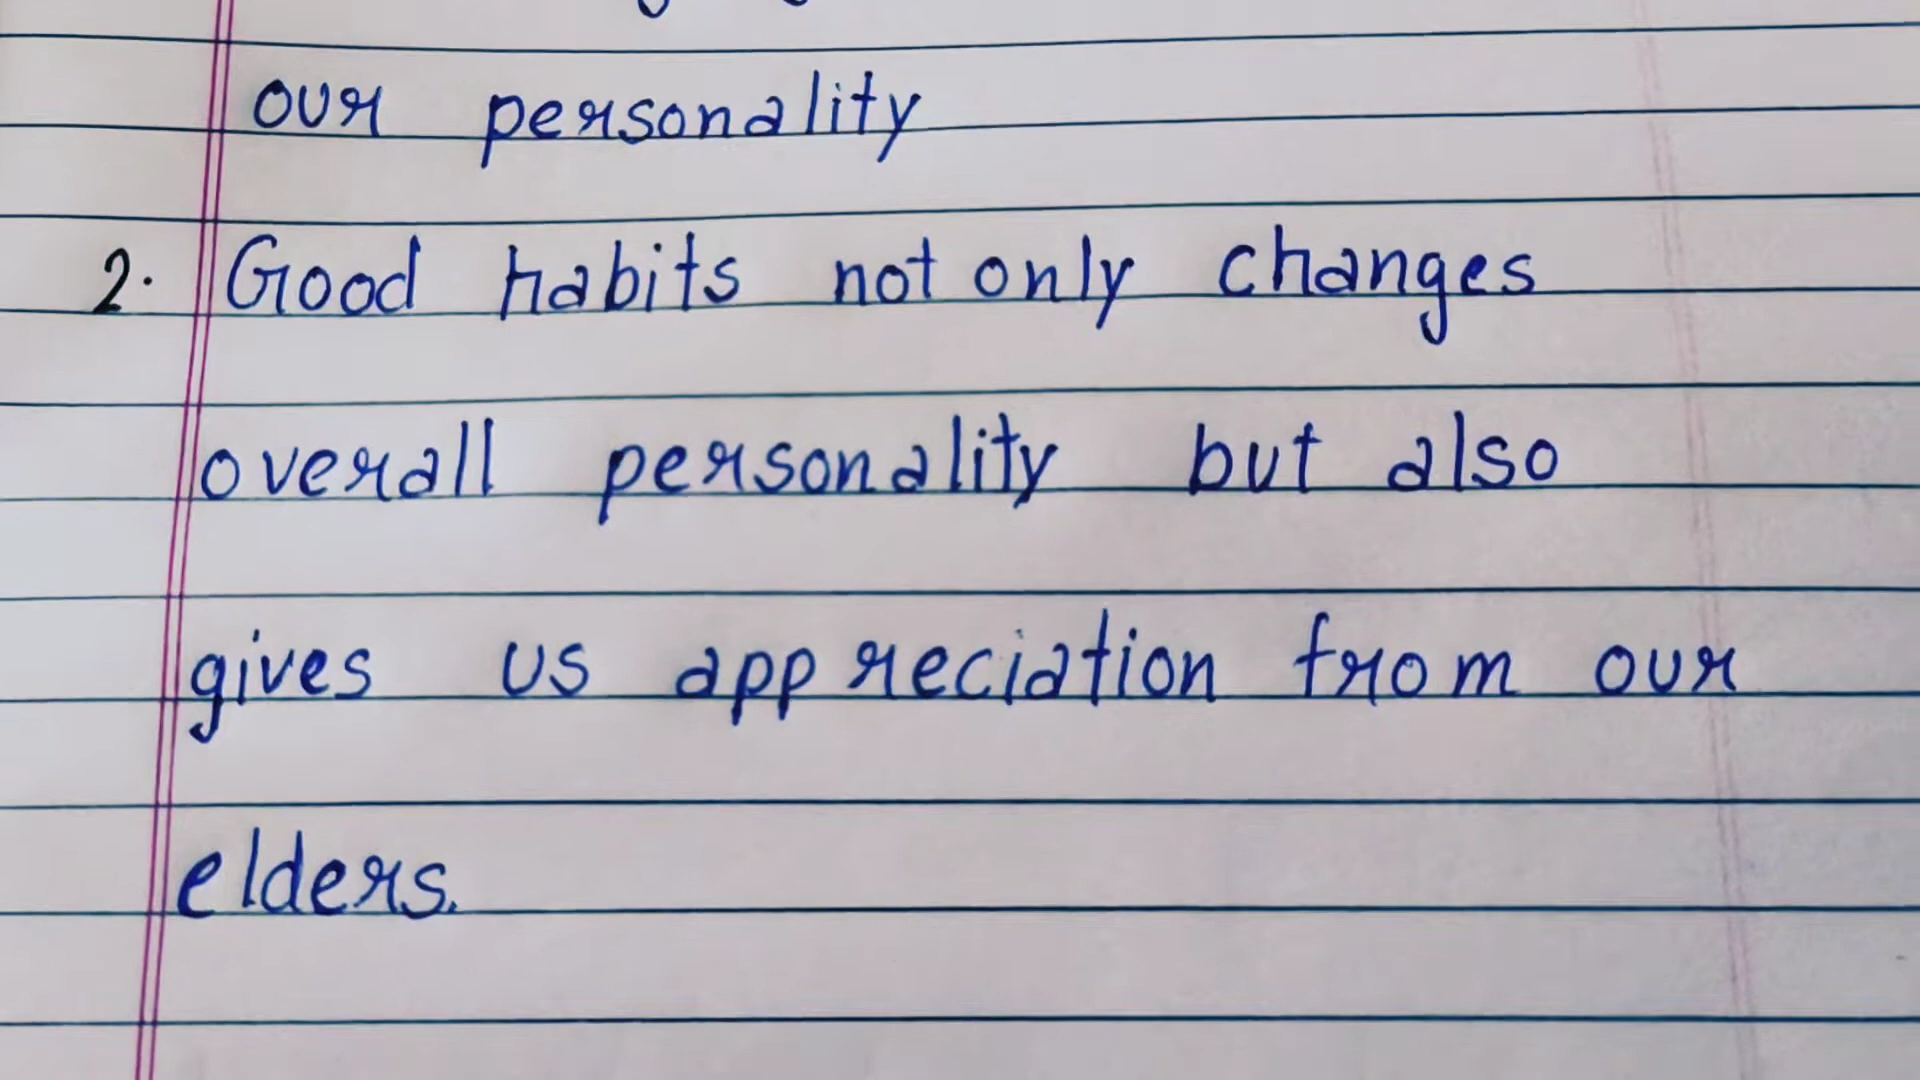 our personality
2. Good habits not only changes
overall personality but also
gives us appreciation from our
elders.